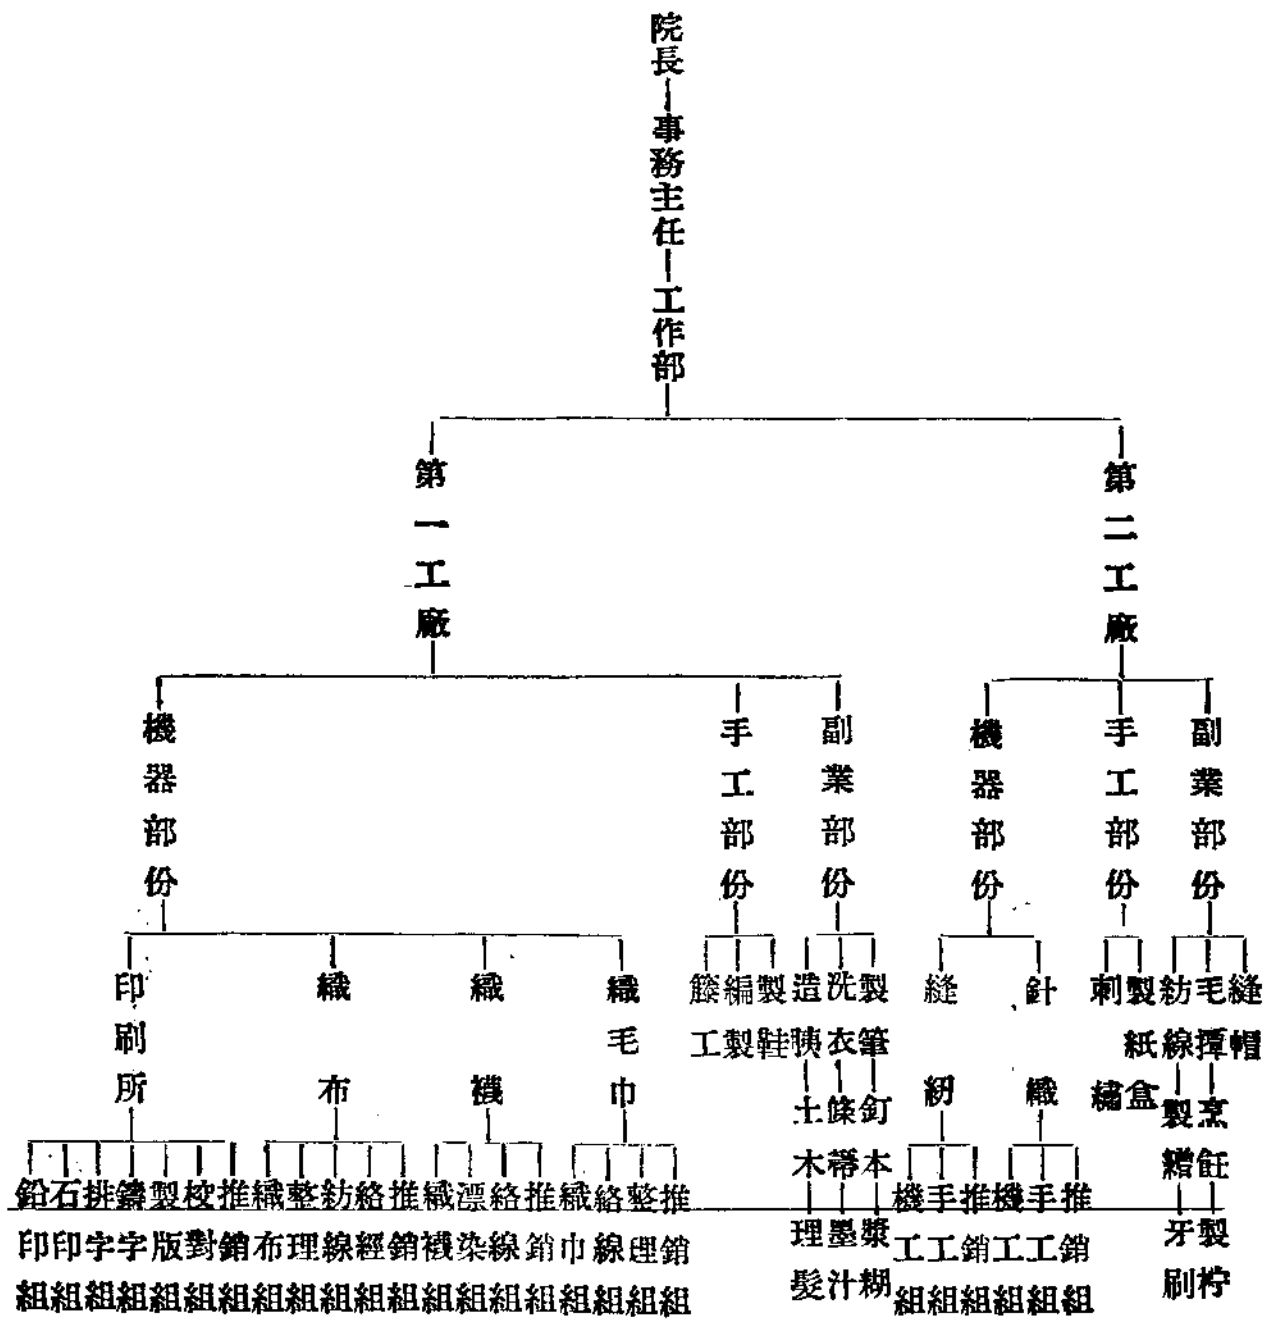 院長
事務主任
工作部
第一工廠
第二工廠
機器部份
手工部份
副業部份
機器部份
手工部份
副業部份
印刷所
織布
織襪
織毛巾
籐工
編製
製鞋
造胰
洗衣
製筆
縫紉
針織
刺繡
製紙盒
紡線
毛撣
縫帽
土木
條帶
釘本
製
烹飪
理髮
墨汁
漿糊
牙刷
製
鉛印組
石印組
排字組
鑄字組
製版組
校對組
推銷組
織布組
整理組
紡線組
絡經組
推銷組
織襪組
漂染組
絡線組
推銷組
織巾組
絡線組
整理組
推銷組
機工組
手工組
推銷組
機工組
手工組
推銷組